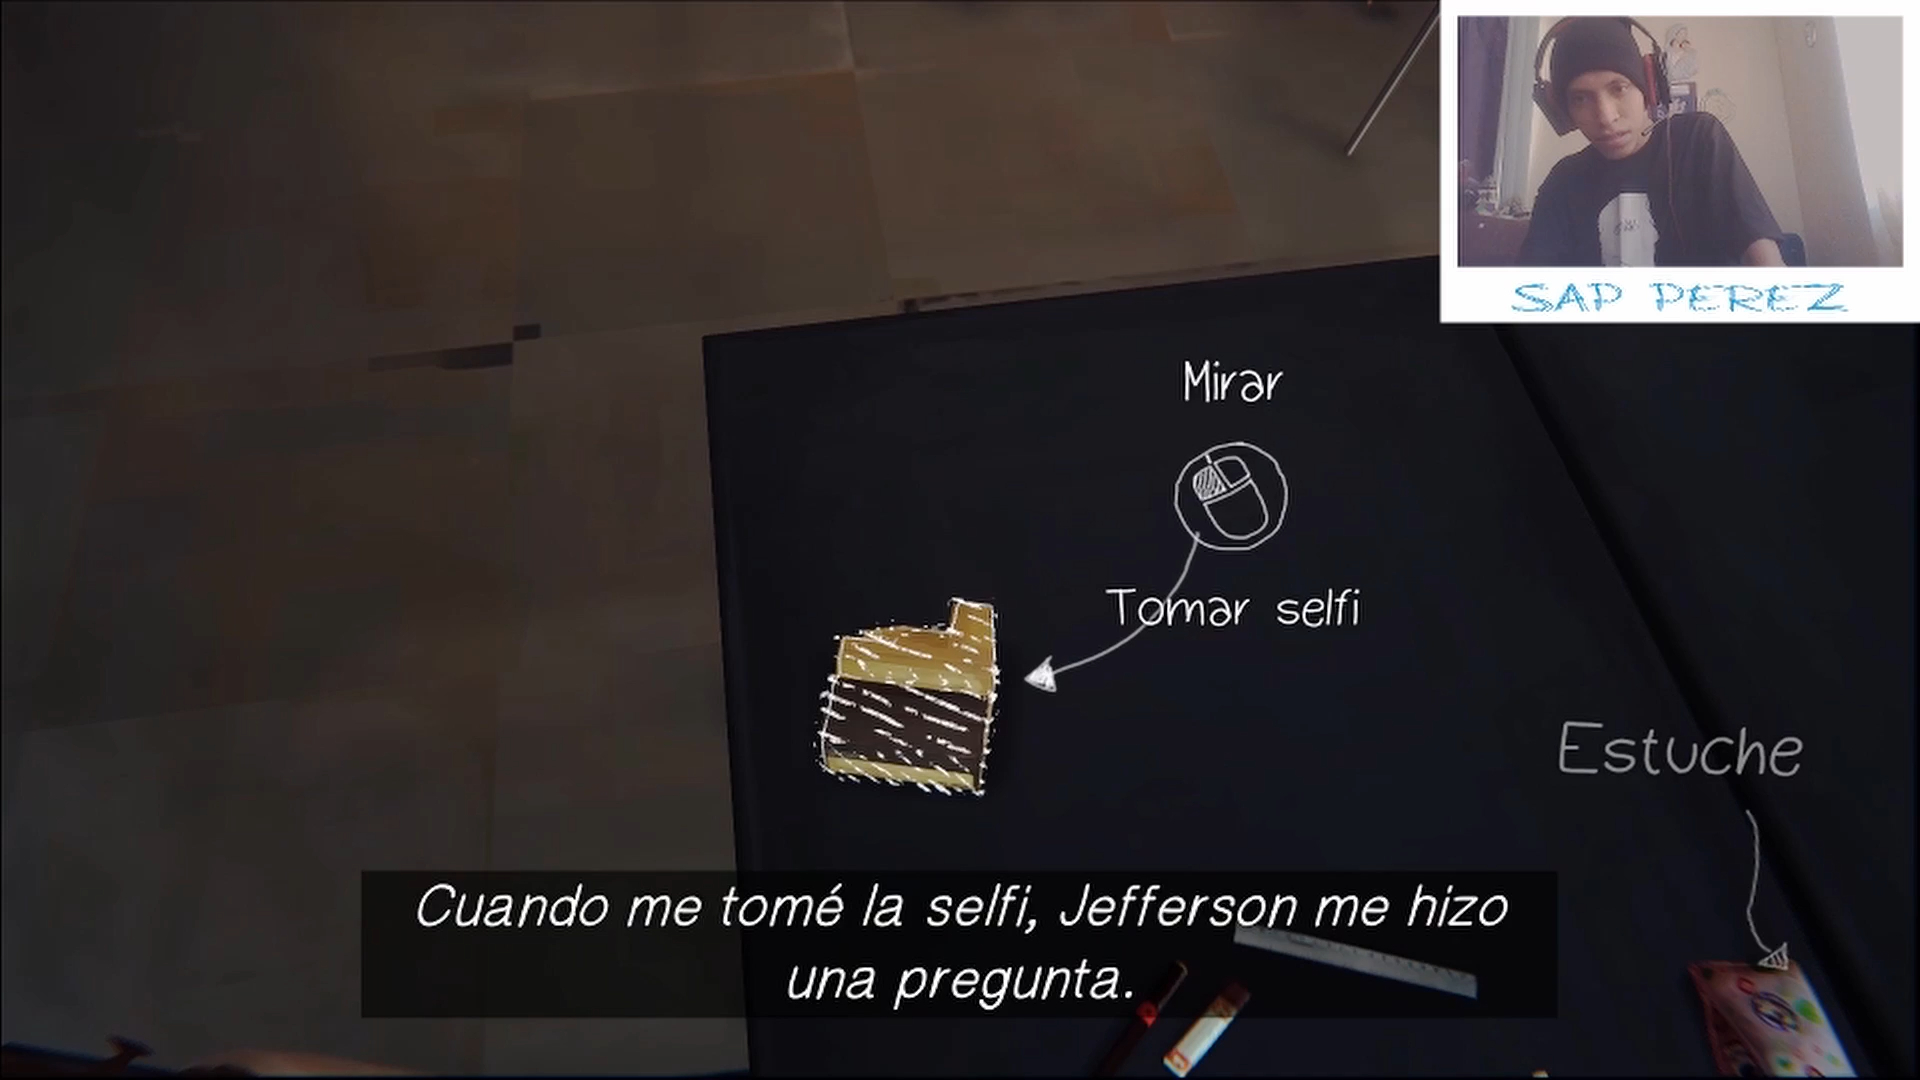 SAP PEREZ
Mirar
Tomar selfi
Estuche
Cuando me tomé la selfi, Jefferson me hizo
una pregunta.